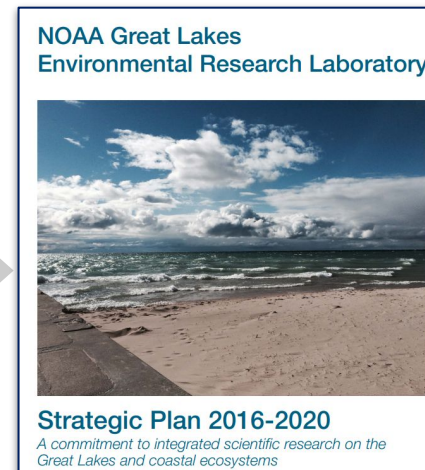 NOAA Great Lakes
Environmental Research Laboratory
Strategic Plan 2016-2020
A commitment to integrated scientific research on the
Great Lakes and coastal ecosystems